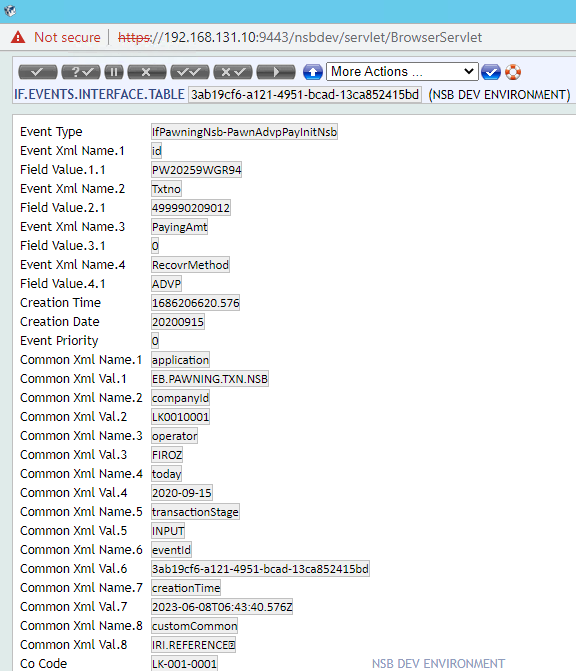 Not secure | https://192.168.131.10:9443/nsbdev/servlet/BrowserServlet
? More Actions ...
IF.EVENTS.INTERFACE.TABLE 3ab19cf6-a121-4951-bcad-13ca852415bd (NSB DEV ENVIRONMENT)
Event Type IfPawningNsb-PawnAdvpPayInitNsb
Event Xml Name.1 id
Field Value.1.1 PW20259WGR94
Event Xml Name.2 Txtno
Field Value.2.1 499990209012
Event Xml Name.3 PayingAmt
Field Value.3.1 0
Event Xml Name.4 RecovrMethod
Field Value.4.1 ADVP
Creation Time 1686206620.576
Creation Date 20200915
Event Priority 0
Common Xml Name.1 application
Common Xml Val.1 EB.PAWNING.TXN.NSB
Common Xml Name.2 companyId
Common Xml Val.2 LK0010001
Common Xml Name.3 operator
Common Xml Val.3 FIROZ
Common Xml Name.4 today
Common Xml Val.4 2020-09-15
Common Xml Name.5 transactionStage
Common Xml Val.5 INPUT
Common Xml Name.6 eventId
Common Xml Val.6 3ab19cf6-a121-4951-bcad-13ca852415bd
Common Xml Name.7 creationTime
Common Xml Val.7 2023-06-08T06:43:40.576Z
Common Xml Name.8 customCommon
Common Xml Val.8 IRI.REFERENCE
Co Code LK-001-0001 NSB DEV ENVIRONMENT